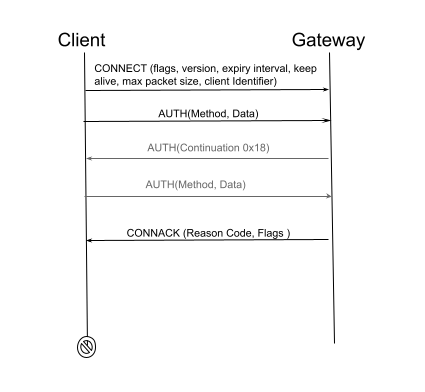 Client Gateway
CONNECT (flags, version, expiry interval, keep
alive, max packet size, client Identifier)
AUTH(Method, Data)
AUTH(Continuation 0x18)
AUTH(Method, Data)
CONNACK (Reason Code, Flags )